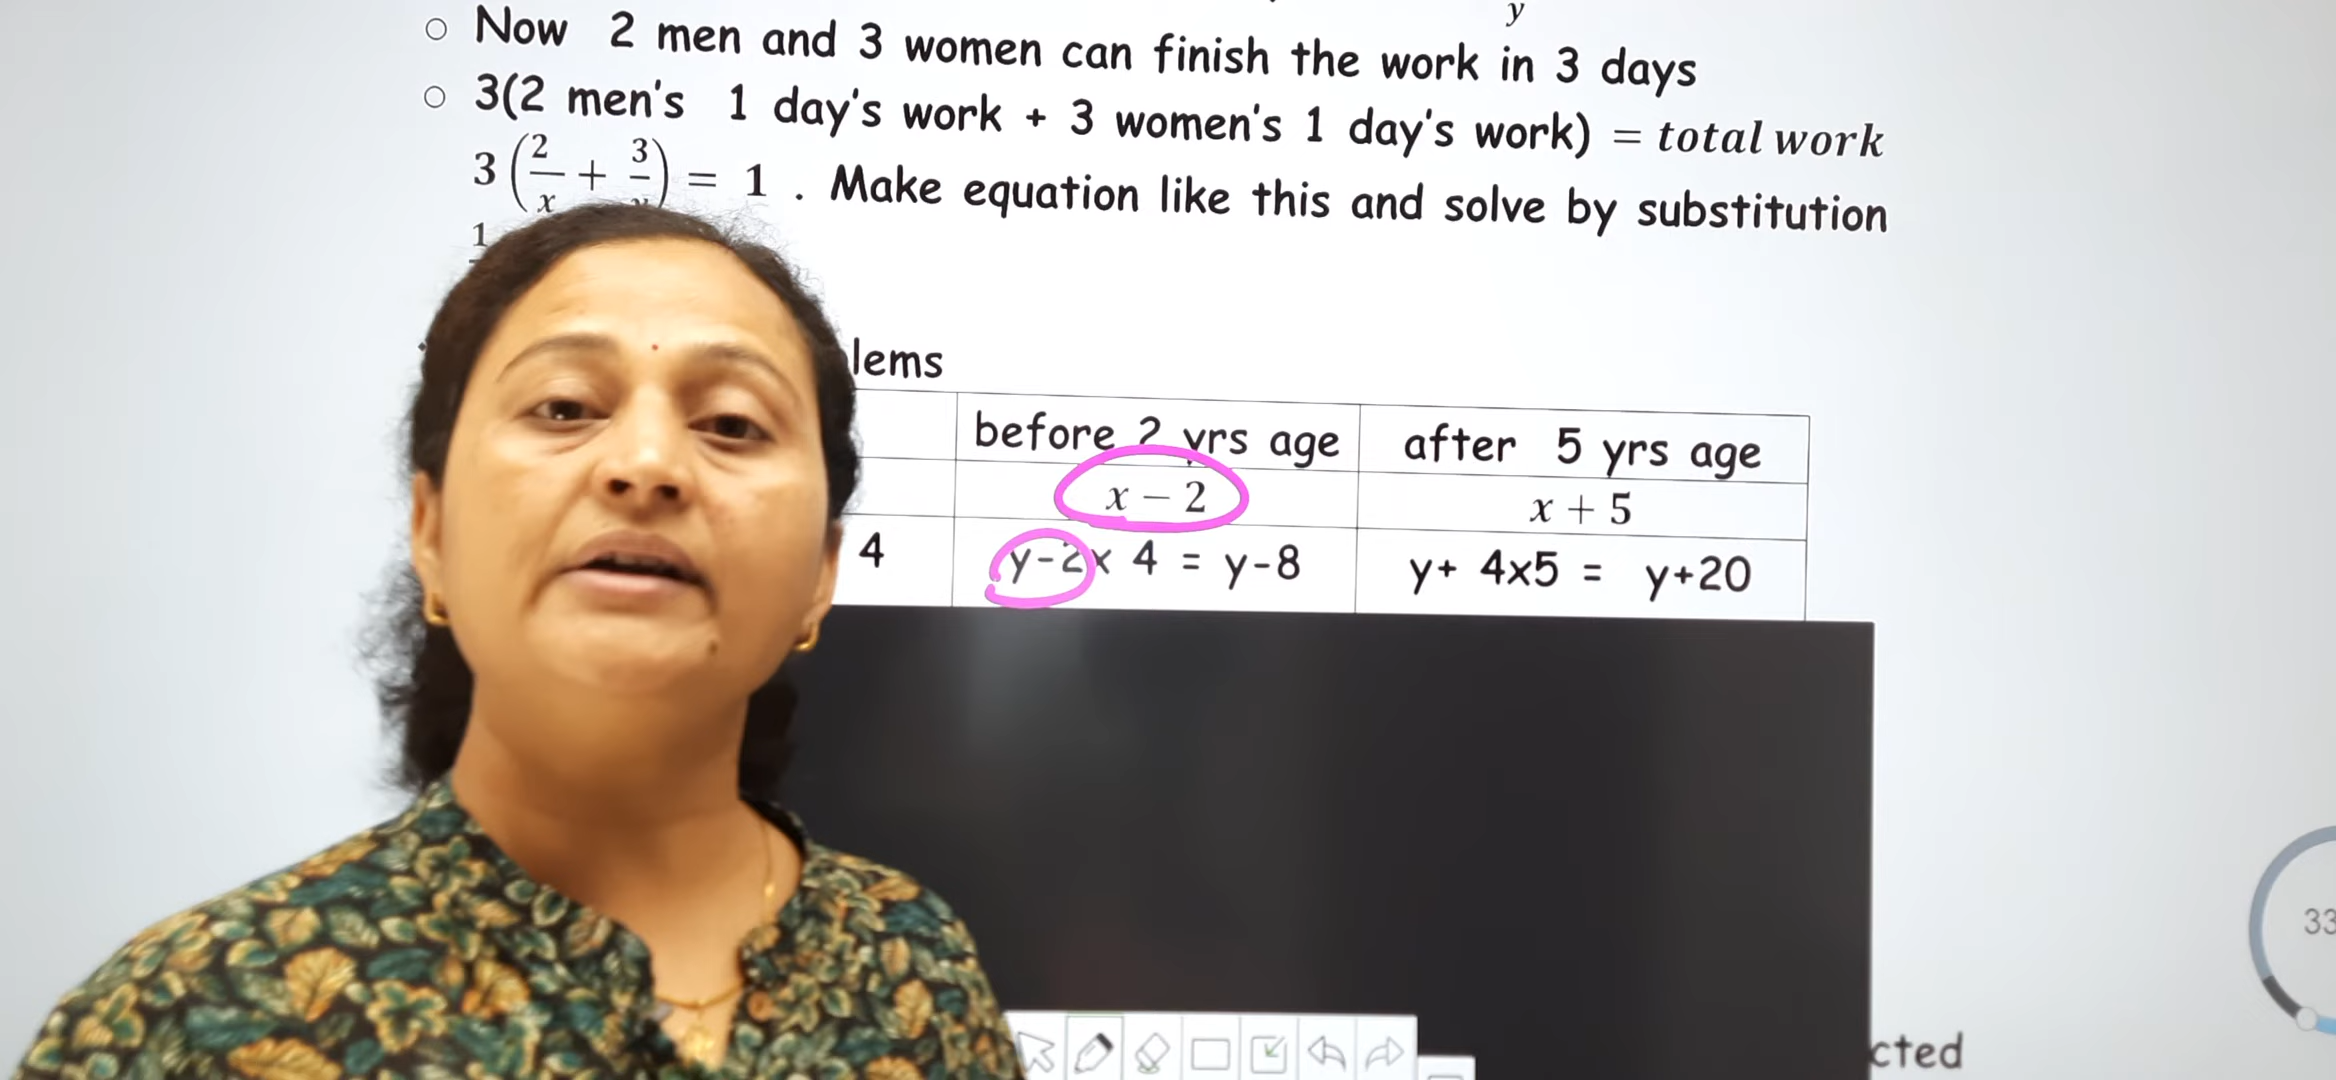 y
Now 2 men and 3 women can finish the work in 3 days
3(2 men's 1 day's work + 3 women's 1 day's work) = total work
3 (2/x + 3/) = 1 . Make equation like this and solve by substitution
1
lems
before 2 yrs age after 5 yrs age
x − 2 x + 5
4 y-2x 4 = y-8 y+ 4x5 = y+20
33
cted